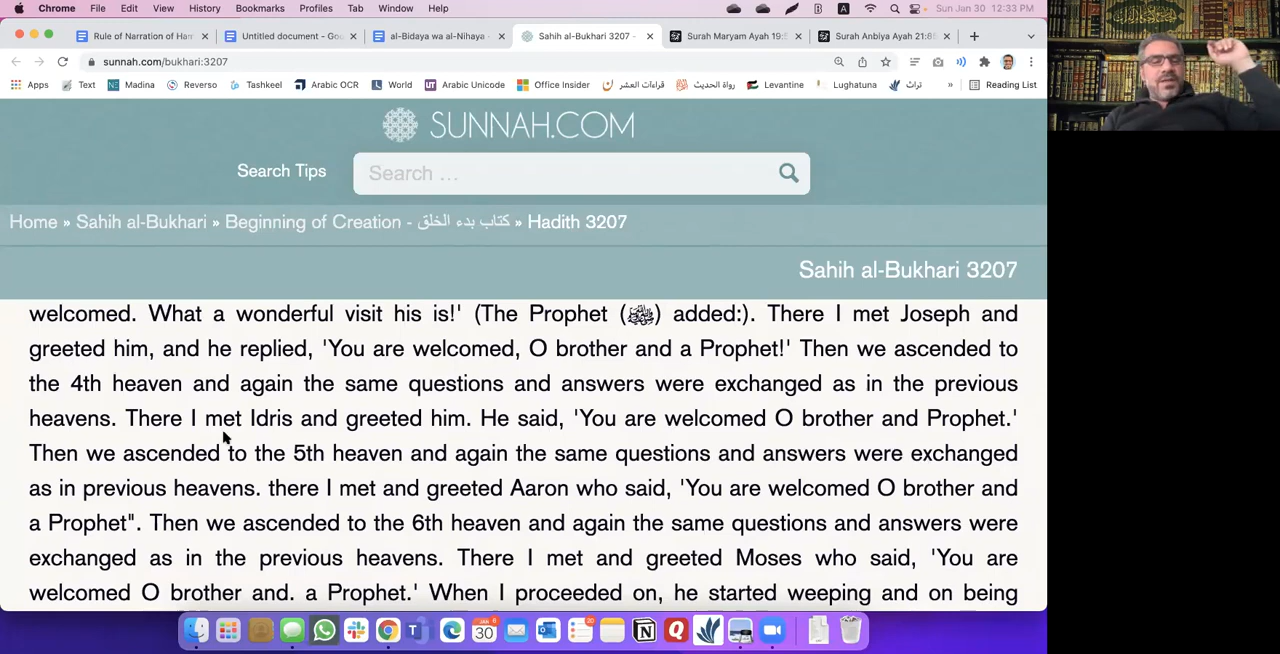 Chrome File Edit View History Bookmarks Profiles Tab Window Help Sun Jan 30 12:33 PM
Rule of Narration of Ham Untitled document - Goo al-Bidaya wa al-Nihaya - Sahih al-Bukhari 3207 - Surah Maryam Ayah 19:5 Surah Anbiya Ayah 21:85
sunnah.com/bukhari:3207
Apps Text Madina Reverso Tashkeel Arabic OCR World Arabic Unicode Office Insider قراءات العشر رواة الحديث Levantine Lughatuna تراث » Reading List
SUNNAH.COM
Search Tips Search ...
Home » Sahih al-Bukhari » Beginning of Creation - كتاب بدء الخلق » Hadith 3207
Sahih al-Bukhari 3207
welcomed. What a wonderful visit his is!' (The Prophet (ﷺ) added:). There I met Joseph and
greeted him, and he replied, 'You are welcomed, O brother and a Prophet!' Then we ascended to
the 4th heaven and again the same questions and answers were exchanged as in the previous
heavens. There I met Idris and greeted him. He said, 'You are welcomed O brother and Prophet.'
Then we ascended to the 5th heaven and again the same questions and answers were exchanged
as in previous heavens. there I met and greeted Aaron who said, 'You are welcomed O brother and
a Prophet". Then we ascended to the 6th heaven and again the same questions and answers were
exchanged as in the previous heavens. There I met and greeted Moses who said, 'You are
welcomed O brother and. a Prophet.' When I proceeded on, he started weeping and on being